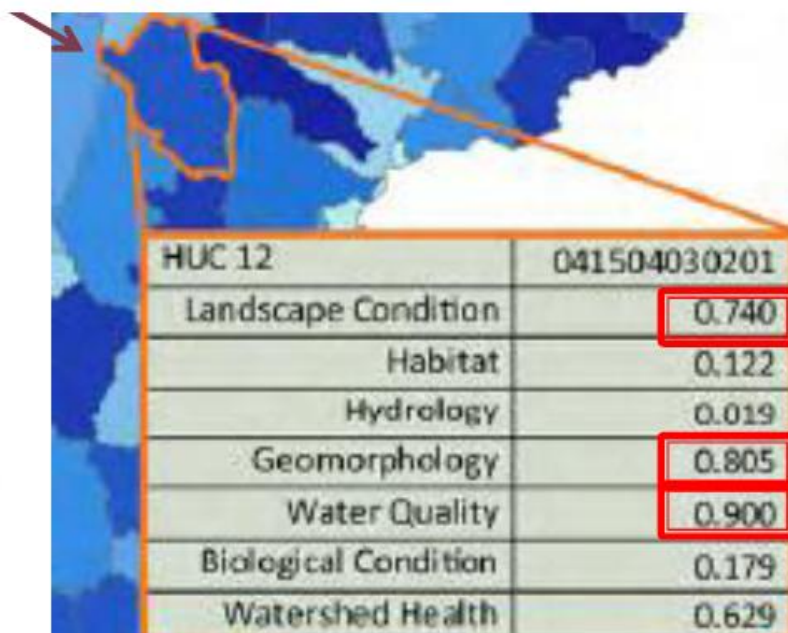 HUC 12 041504030201
Landscape Condition 0.740
Habitat 0.122
Hydrology 0.019
Geomorphology 0.805
Water Quality 0.900
Biological Condition 0.179
Watershed Health 0.629